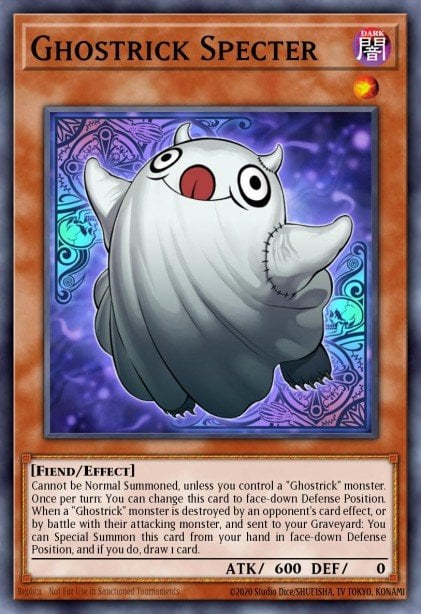 Ghostrick Specter
DARK
闇
[Fiend/Effect]
Cannot be Normal Summoned, unless you control a "Ghostrick" monster.
Once per turn: You can change this card to face-down Defense Position.
When a "Ghostrick" monster is destroyed by an opponent's card effect, or
by battle with their attacking monster, and sent to your Graveyard: You
can Special Summon this card from your hand in face-down Defense
Position, and if you do, draw 1 card.
ATK/ 600 DEF/ 0
Replica - Not For Use in Sanctioned Tournaments
©2020 Studio Dice/SHUEISHA, TV TOKYO, KONAMI